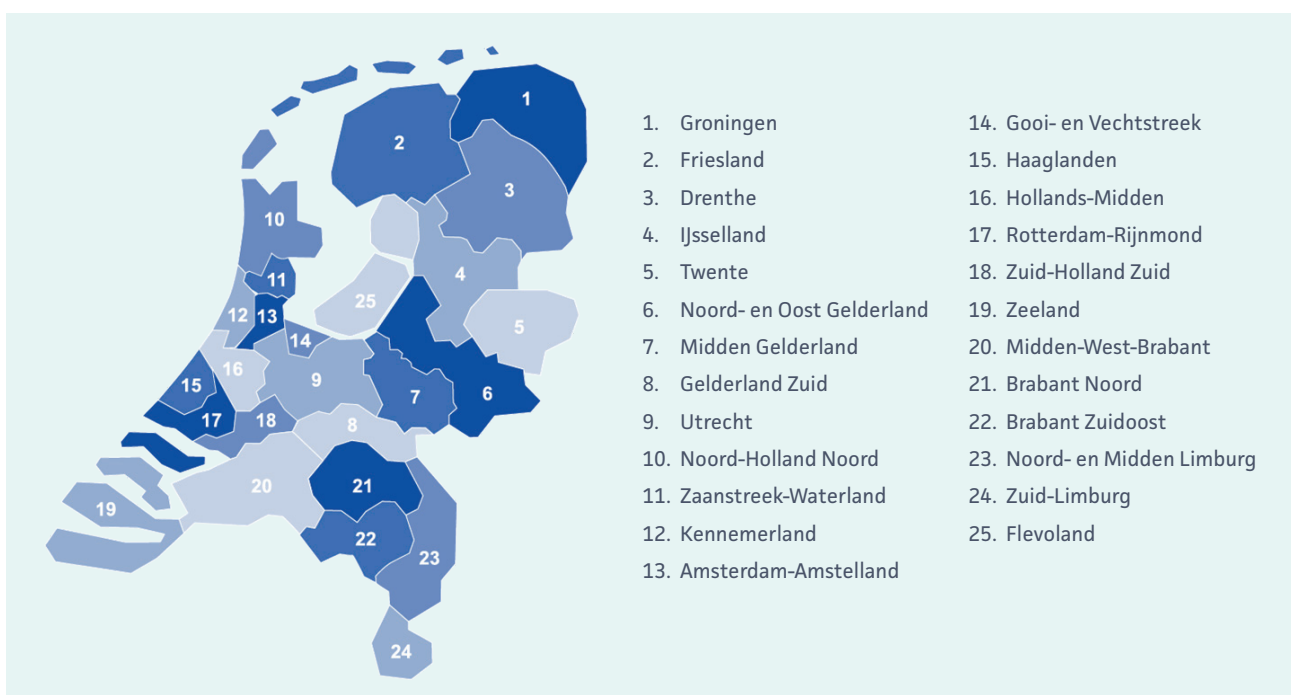 1
2
3
10
4
11
25
12
13
5
14
16
9
15
7
6
17
18
8
20
21
19
22
23
24
1. Groningen
2. Friesland
3. Drenthe
4. IJsselland
5. Twente
6. Noord- en Oost Gelderland
7. Midden Gelderland
8. Gelderland Zuid
9. Utrecht
10. Noord-Holland Noord
11. Zaanstreek-Waterland
12. Kennemerland
13. Amsterdam-Amstelland
14. Gooi- en Vechtstreek
15. Haaglanden
16. Hollands-Midden
17. Rotterdam-Rijnmond
18. Zuid-Holland Zuid
19. Zeeland
20. Midden-West-Brabant
21. Brabant Noord
22. Brabant Zuidoost
23. Noord- en Midden Limburg
24. Zuid-Limburg
25. Flevoland